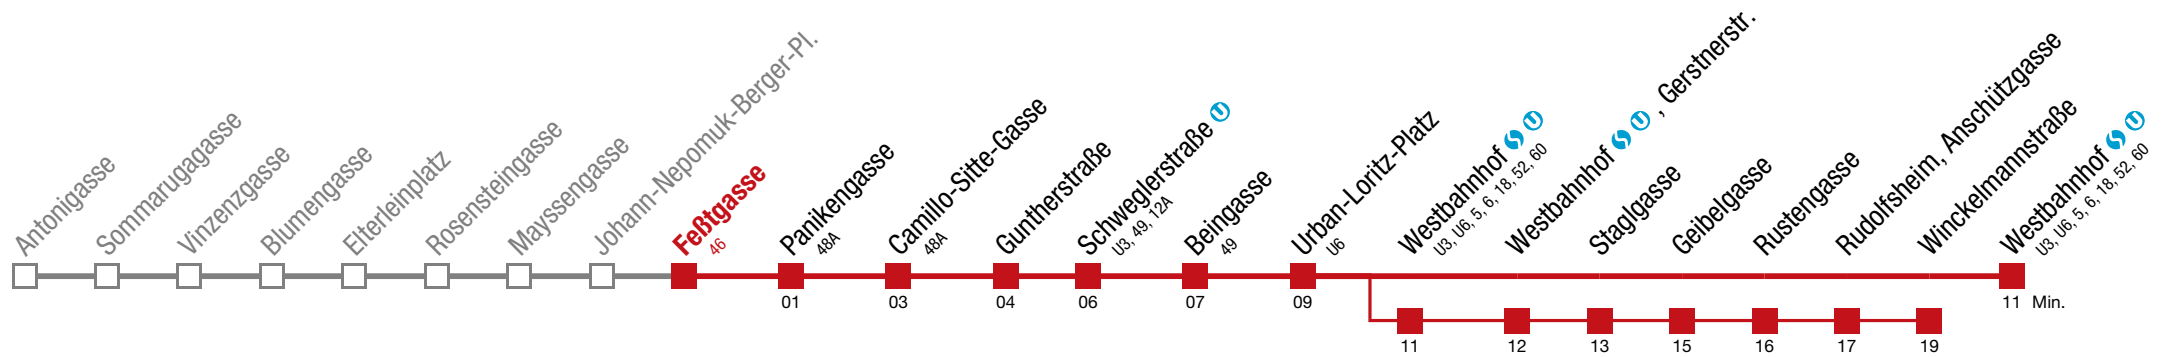 Antonigasse
Sommarugagasse
Vinzenzgasse
Blumengasse
Elterleinplatz
Rosensteingasse
Mayssengasse
Johann-Nepomuk-Berger-Pl.
Feßtgasse
46
Panikengasse
48A
Camillo-Sitte-Gasse
48A
Guntherstraße
Schweglerstraße U
U3, 49, 12A
Beingasse
49
Urban-Loritz-Platz
U6
Westbahnhof S U
U3, U6, 5, 6, 18, 52, 60
Westbahnhof S U , Gerstnerstr.
Staglgasse
Geibelgasse
Rustengasse
Rudolfsheim, Anschützgasse
Winckelmannstraße
Westbahnhof S U
U3, U6, 5, 6, 18, 52, 60
01 03 04 06 07 09 11 Min.
11 12 13 15 16 17 19